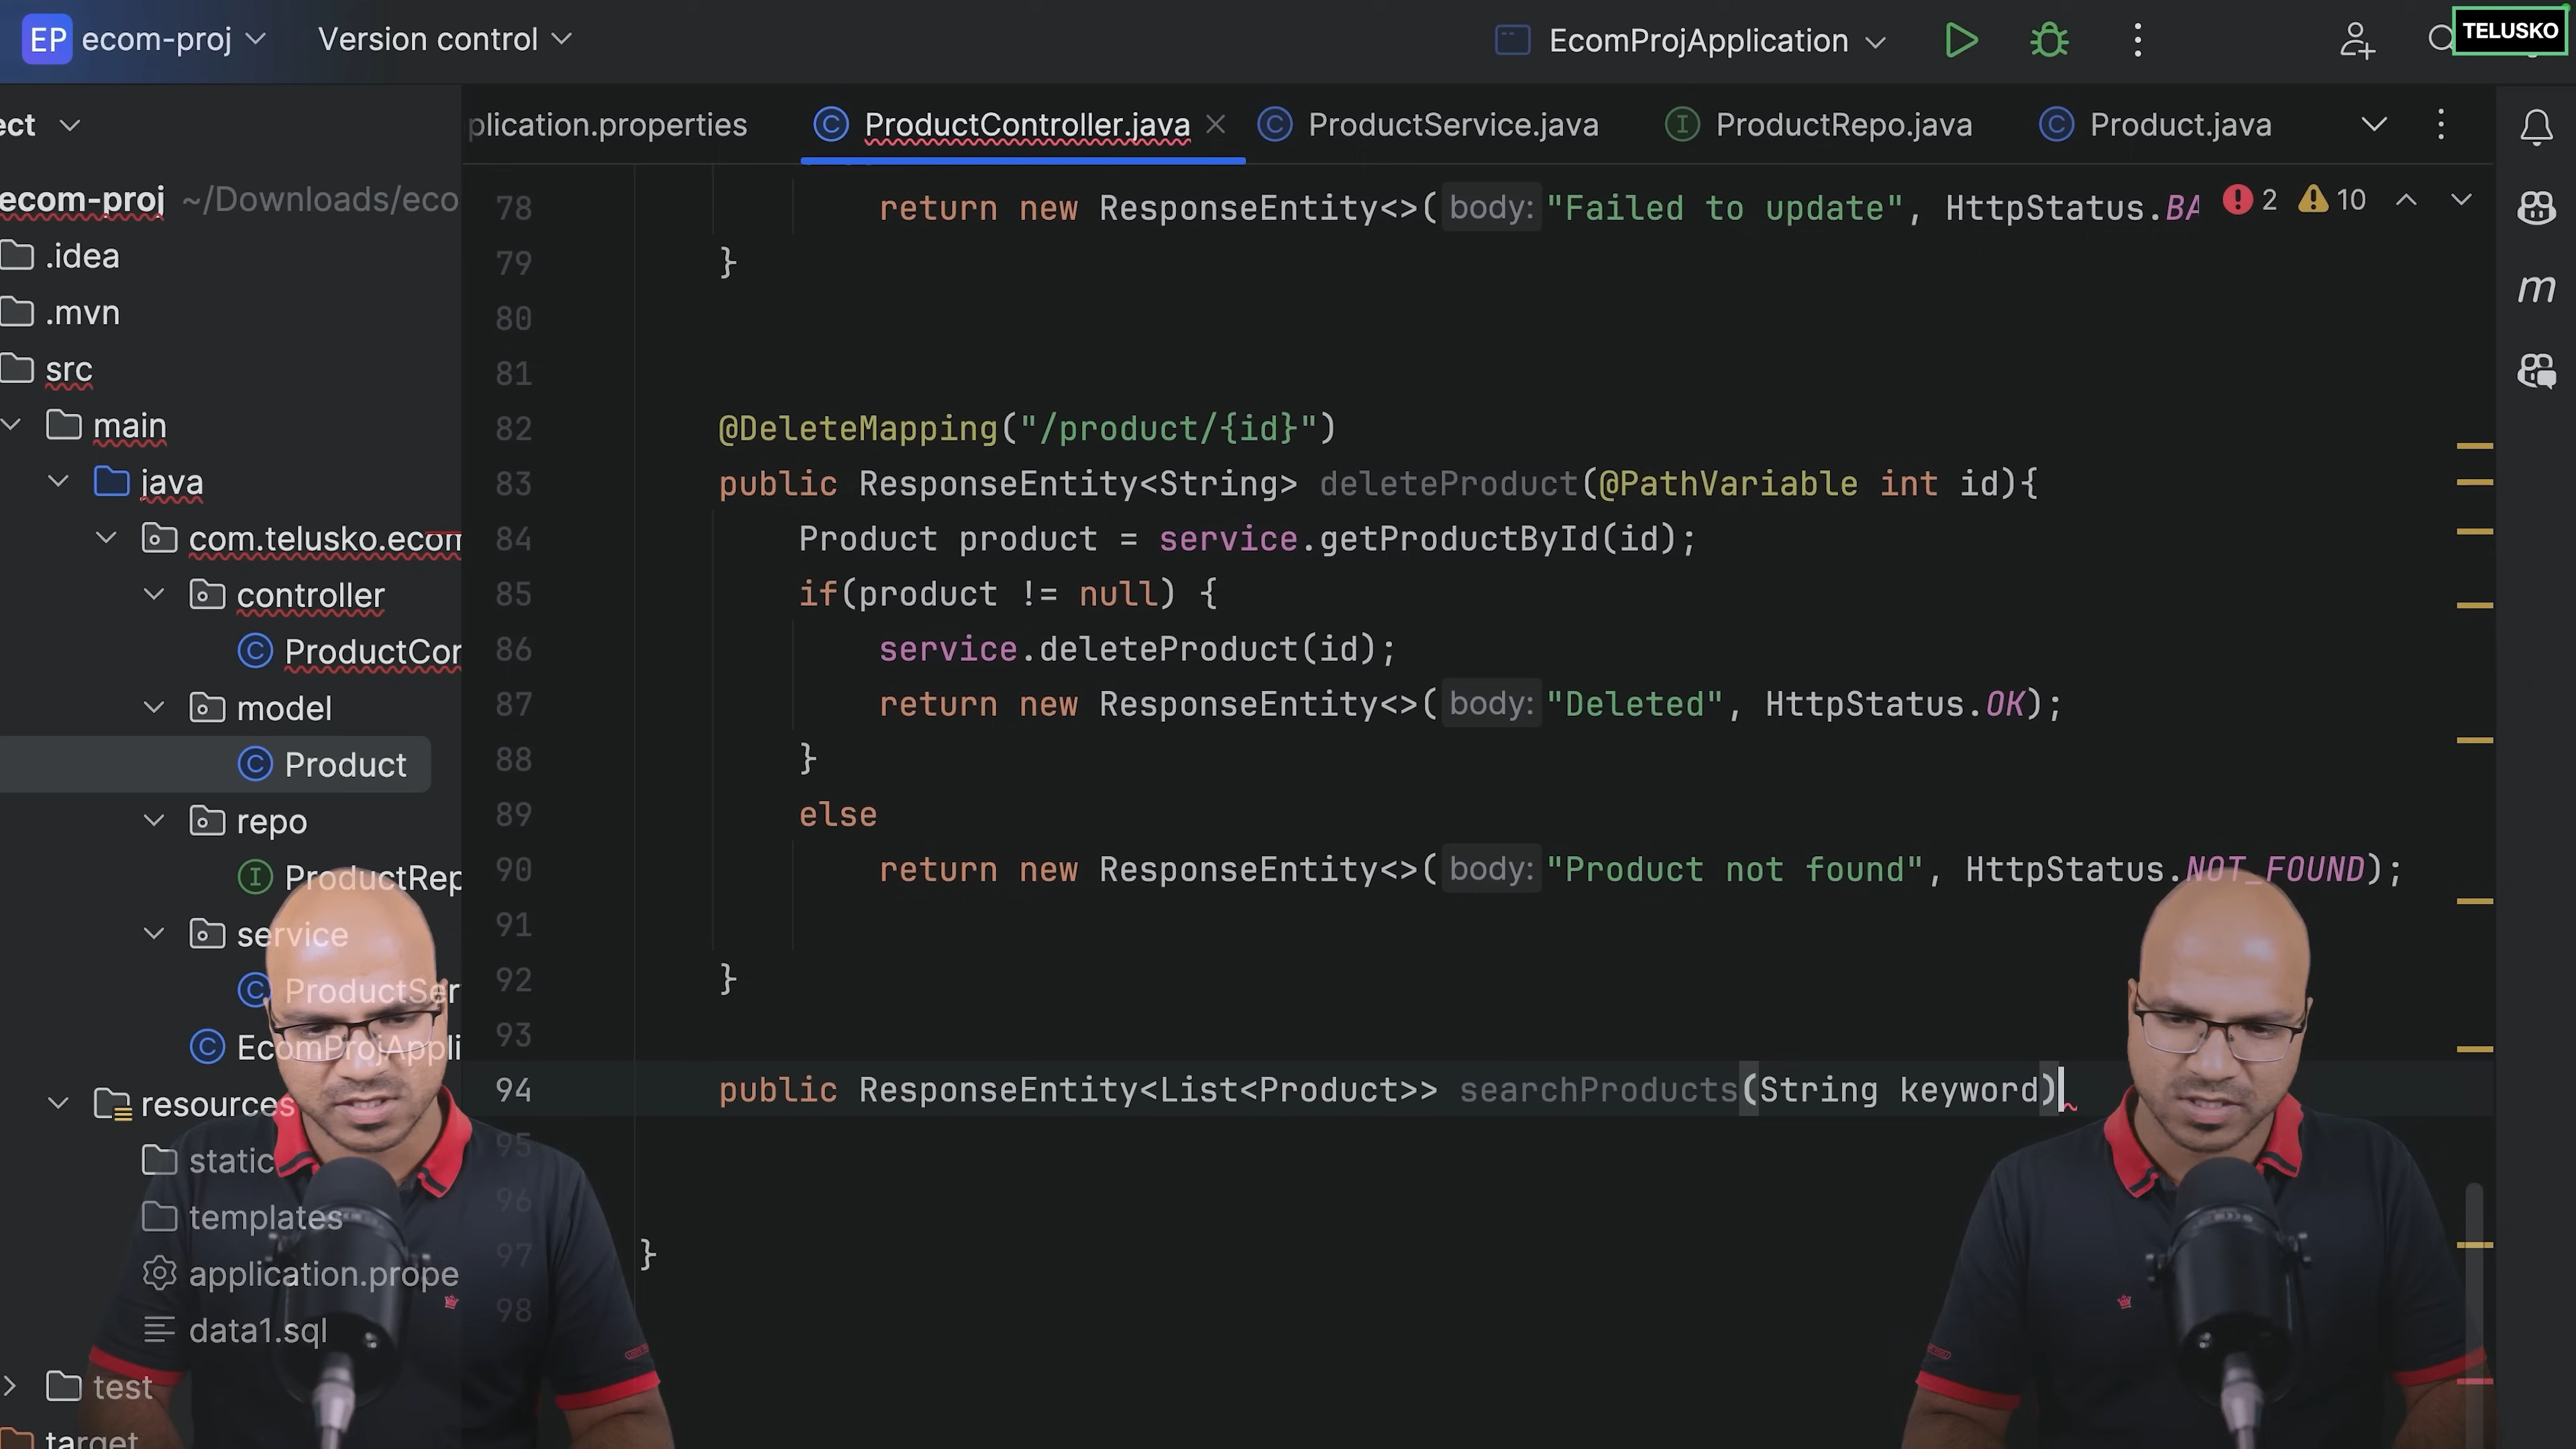 EP ecom-proj Version control EcomProjApplication TELUSKO
ect plication.properties ProductController.java ProductService.java ProductRepo.java Product.java
ecom-proj ~/Downloads/eco
.idea
.mvn
src
main
java
com.telusko.ecom
controller
ProductCon
model
Product
repo
ProductRep
service
ProductSer
EcomProjAppli
resources
static
templates
application.prope
data1.sql
test
target
2 10
78 return new ResponseEntity<>( body: "Failed to update", HttpStatus.BA
79 }
80
81
82 @DeleteMapping("/product/{id}")
83 public ResponseEntity<String> deleteProduct(@PathVariable int id){
84 Product product = service.getProductById(id);
85 if(product != null) {
86 service.deleteProduct(id);
87 return new ResponseEntity<>( body: "Deleted", HttpStatus.OK);
88 }
89 else
90 return new ResponseEntity<>( body: "Product not found", HttpStatus.NOT_FOUND);
91
92 }
93
94 public ResponseEntity<List<Product>> searchProducts(String keyword)
95
96
97 }
98
m